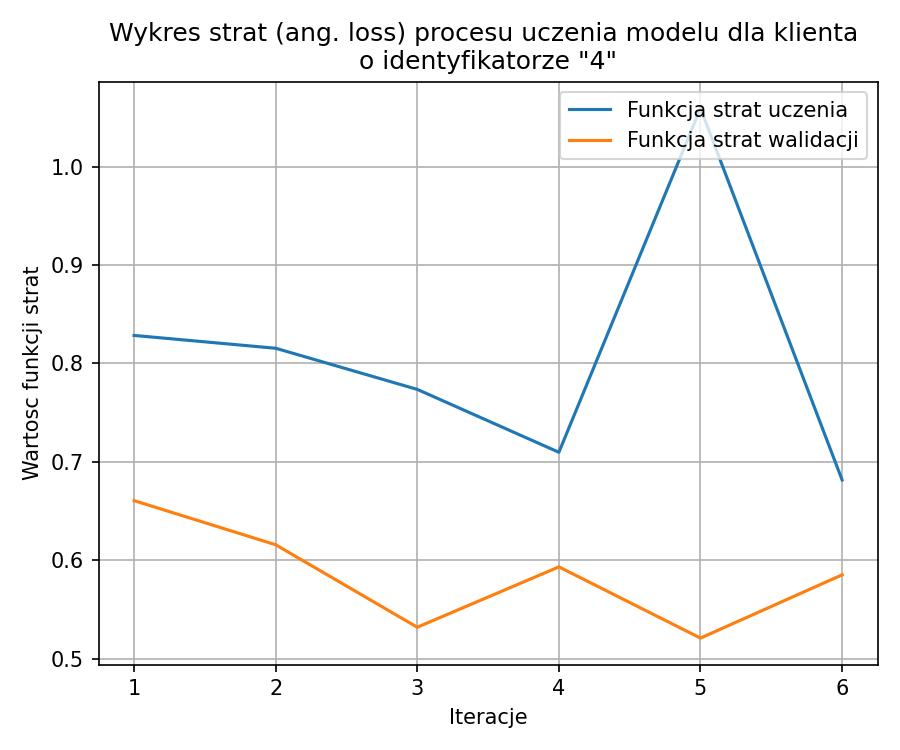 Wykres strat (ang. loss) procesu uczenia modelu dla klienta
o identyfikatorze "4"
Funkcja strat uczenia
Funkcja strat walidacji
Wartosc funkcji strat
1.0
0.9
0.8
0.7
0.6
0.5
1 2 3 4 5 6
Iteracje